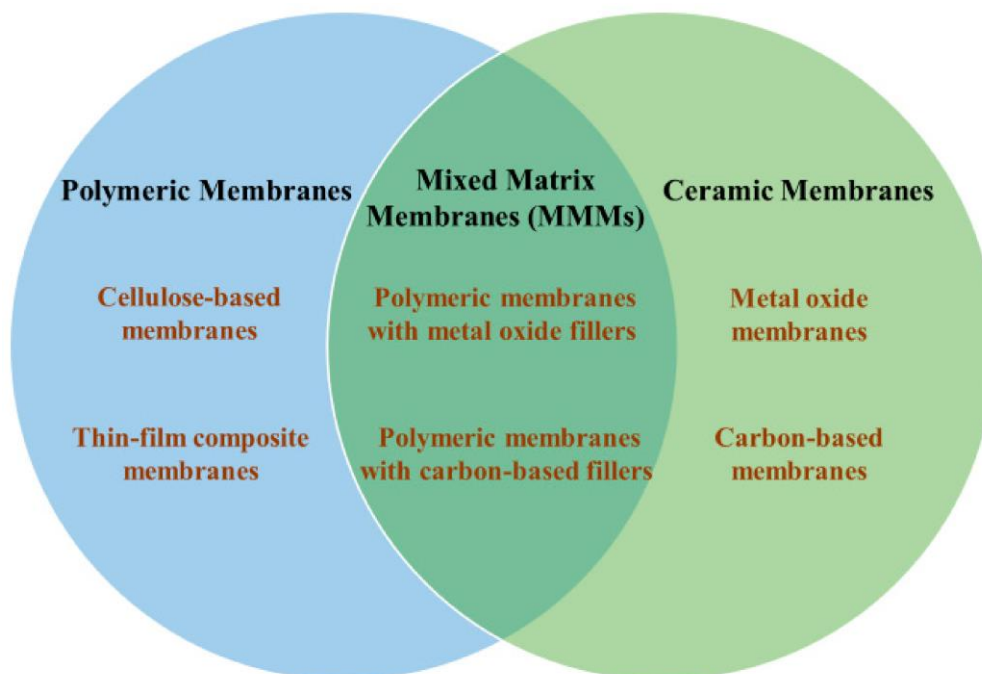 Polymeric Membranes
Mixed Matrix
Membranes (MMMs)
Ceramic Membranes
Cellulose-based
membranes
Polymeric membranes
with metal oxide fillers
Metal oxide
membranes
Thin-film composite
membranes
Polymeric membranes
with carbon-based fillers
Carbon-based
membranes